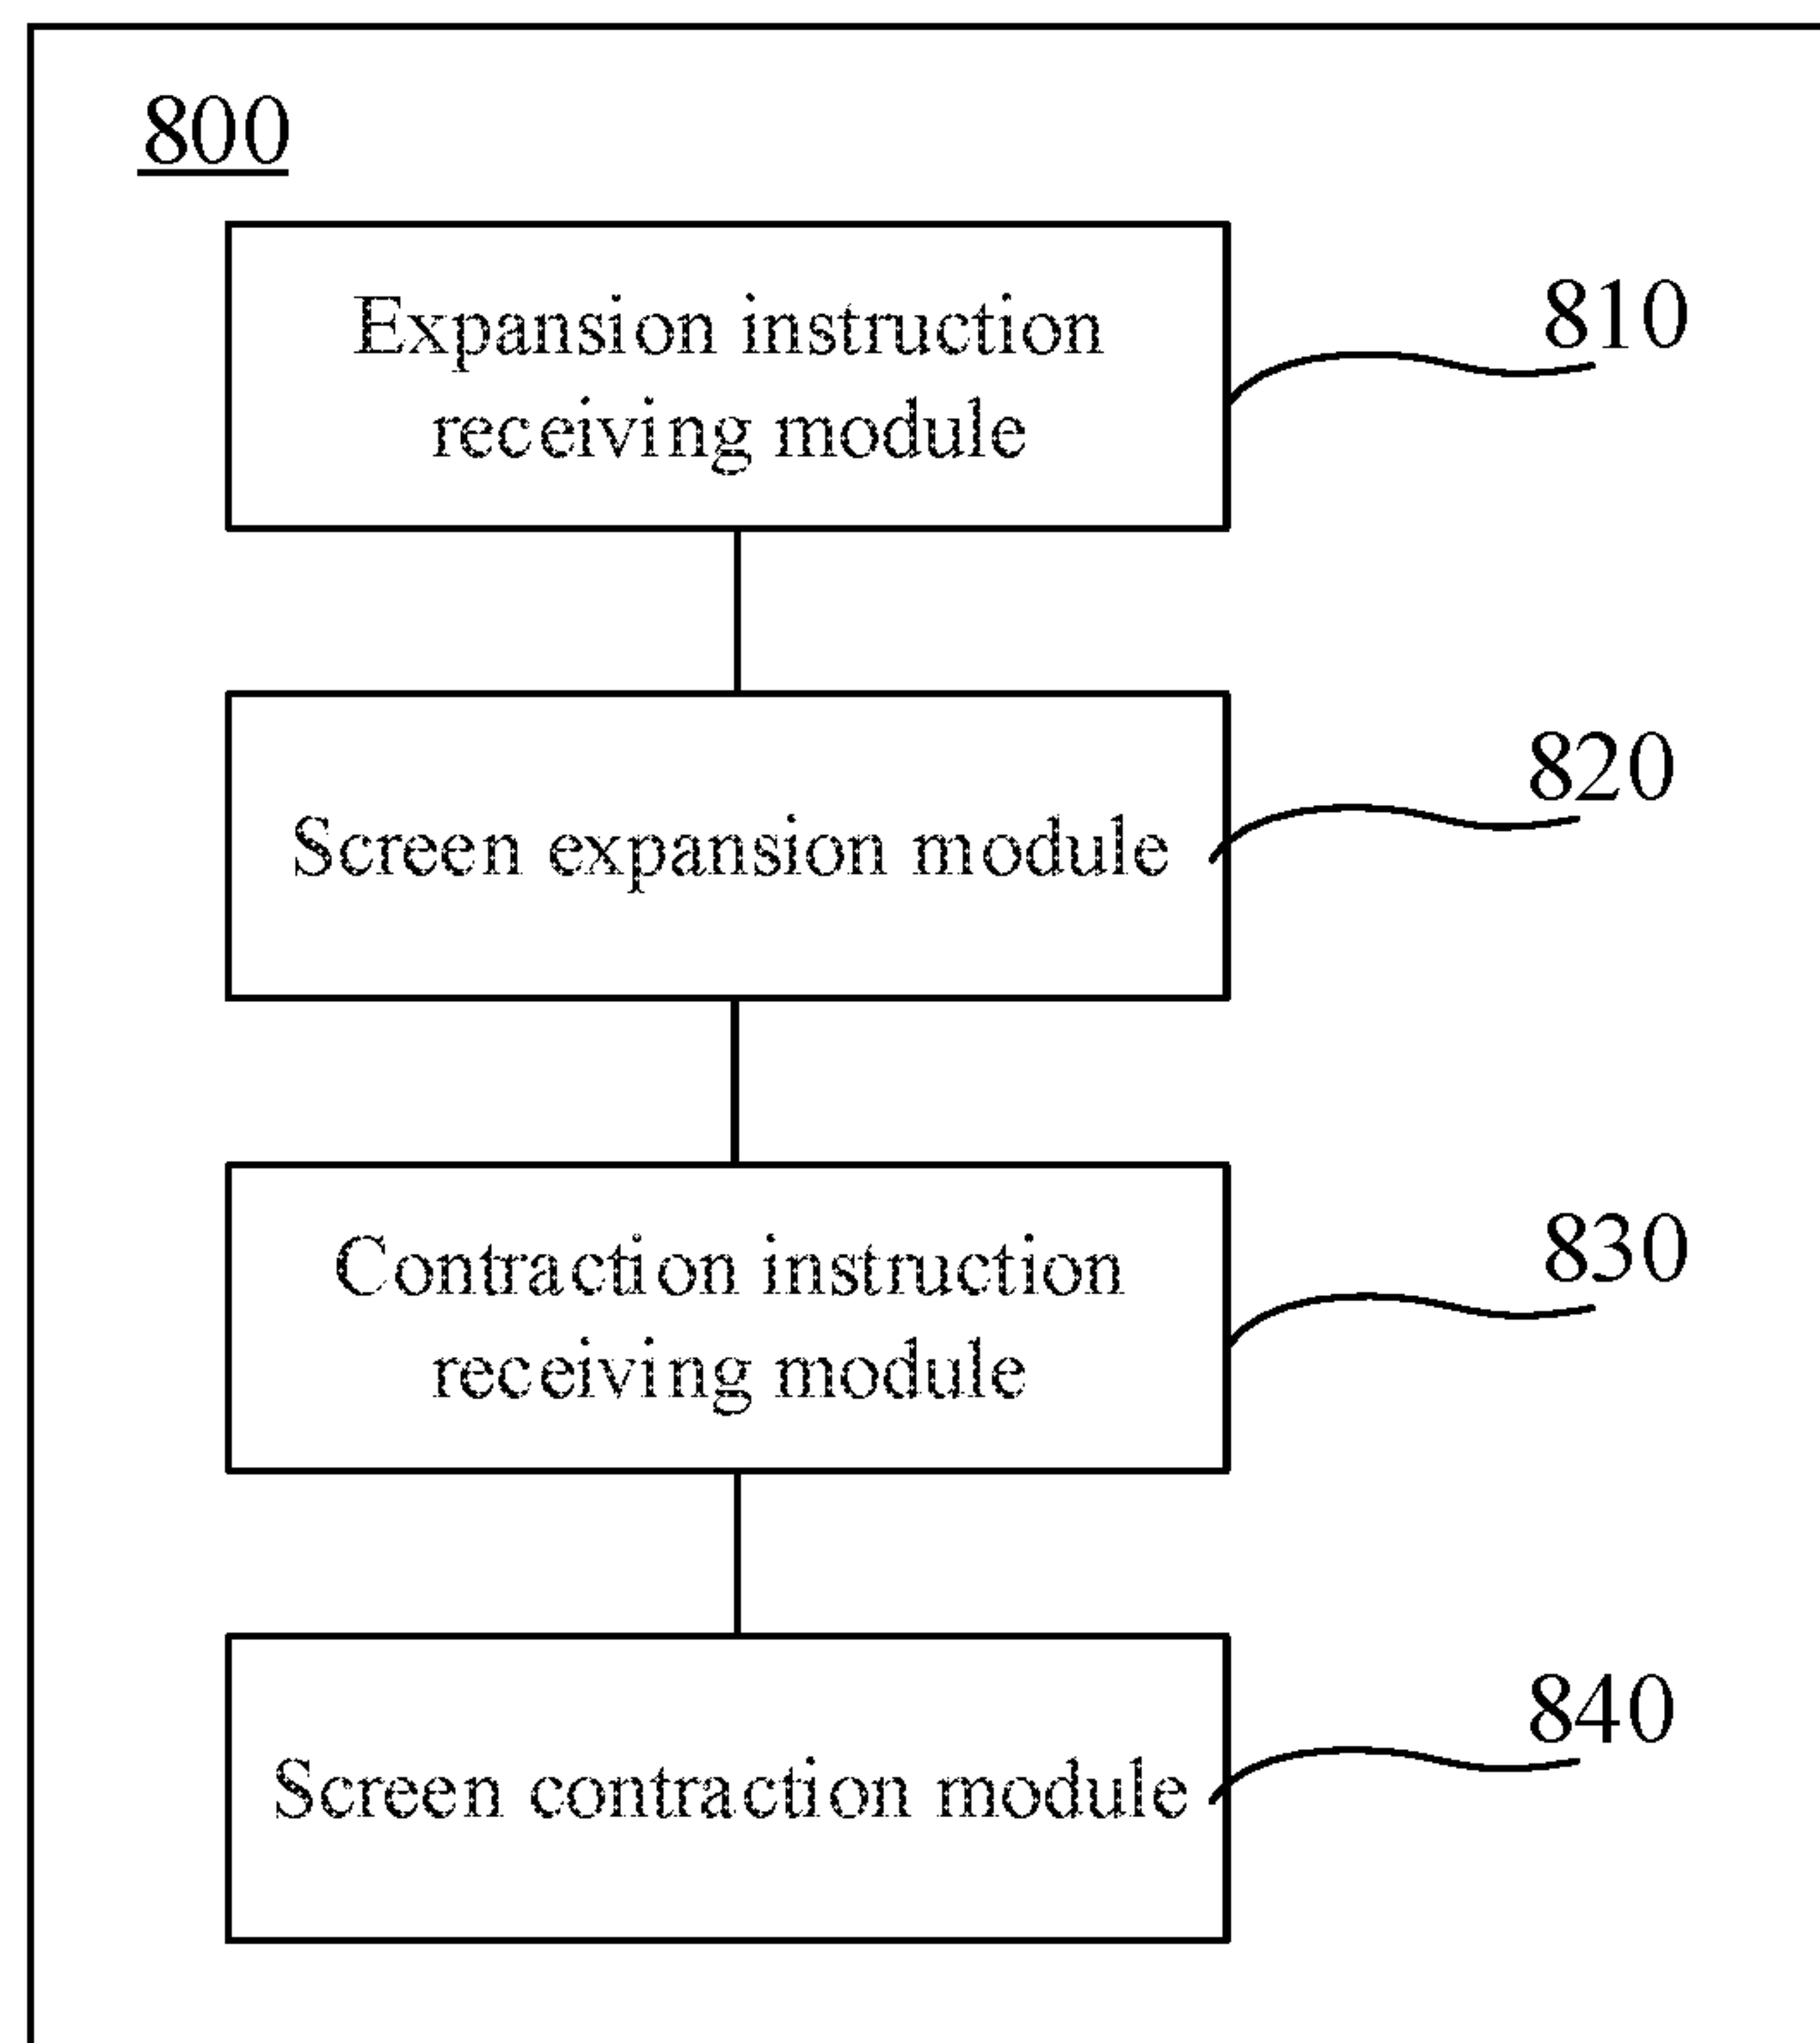 800
Expansion instruction
receiving module
810
Screen expansion module
820
Contraction instruction
receiving module
830
Screen contraction module
840